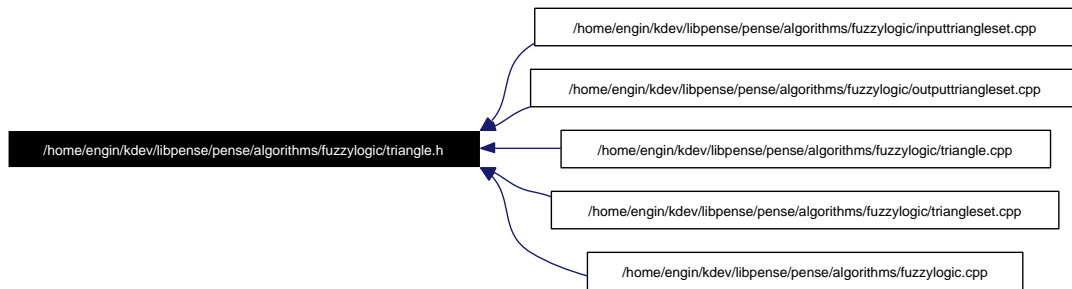 /home/engin/kdev/libpense/pense/algorithms/fuzzylogic/inputtriangleset.cpp
/home/engin/kdev/libpense/pense/algorithms/fuzzylogic/outputtriangleset.cpp
/home/engin/kdev/libpense/pense/algorithms/fuzzylogic/triangle.h
/home/engin/kdev/libpense/pense/algorithms/fuzzylogic/triangle.cpp
/home/engin/kdev/libpense/pense/algorithms/fuzzylogic/triangleset.cpp
/home/engin/kdev/libpense/pense/algorithms/fuzzylogic.cpp